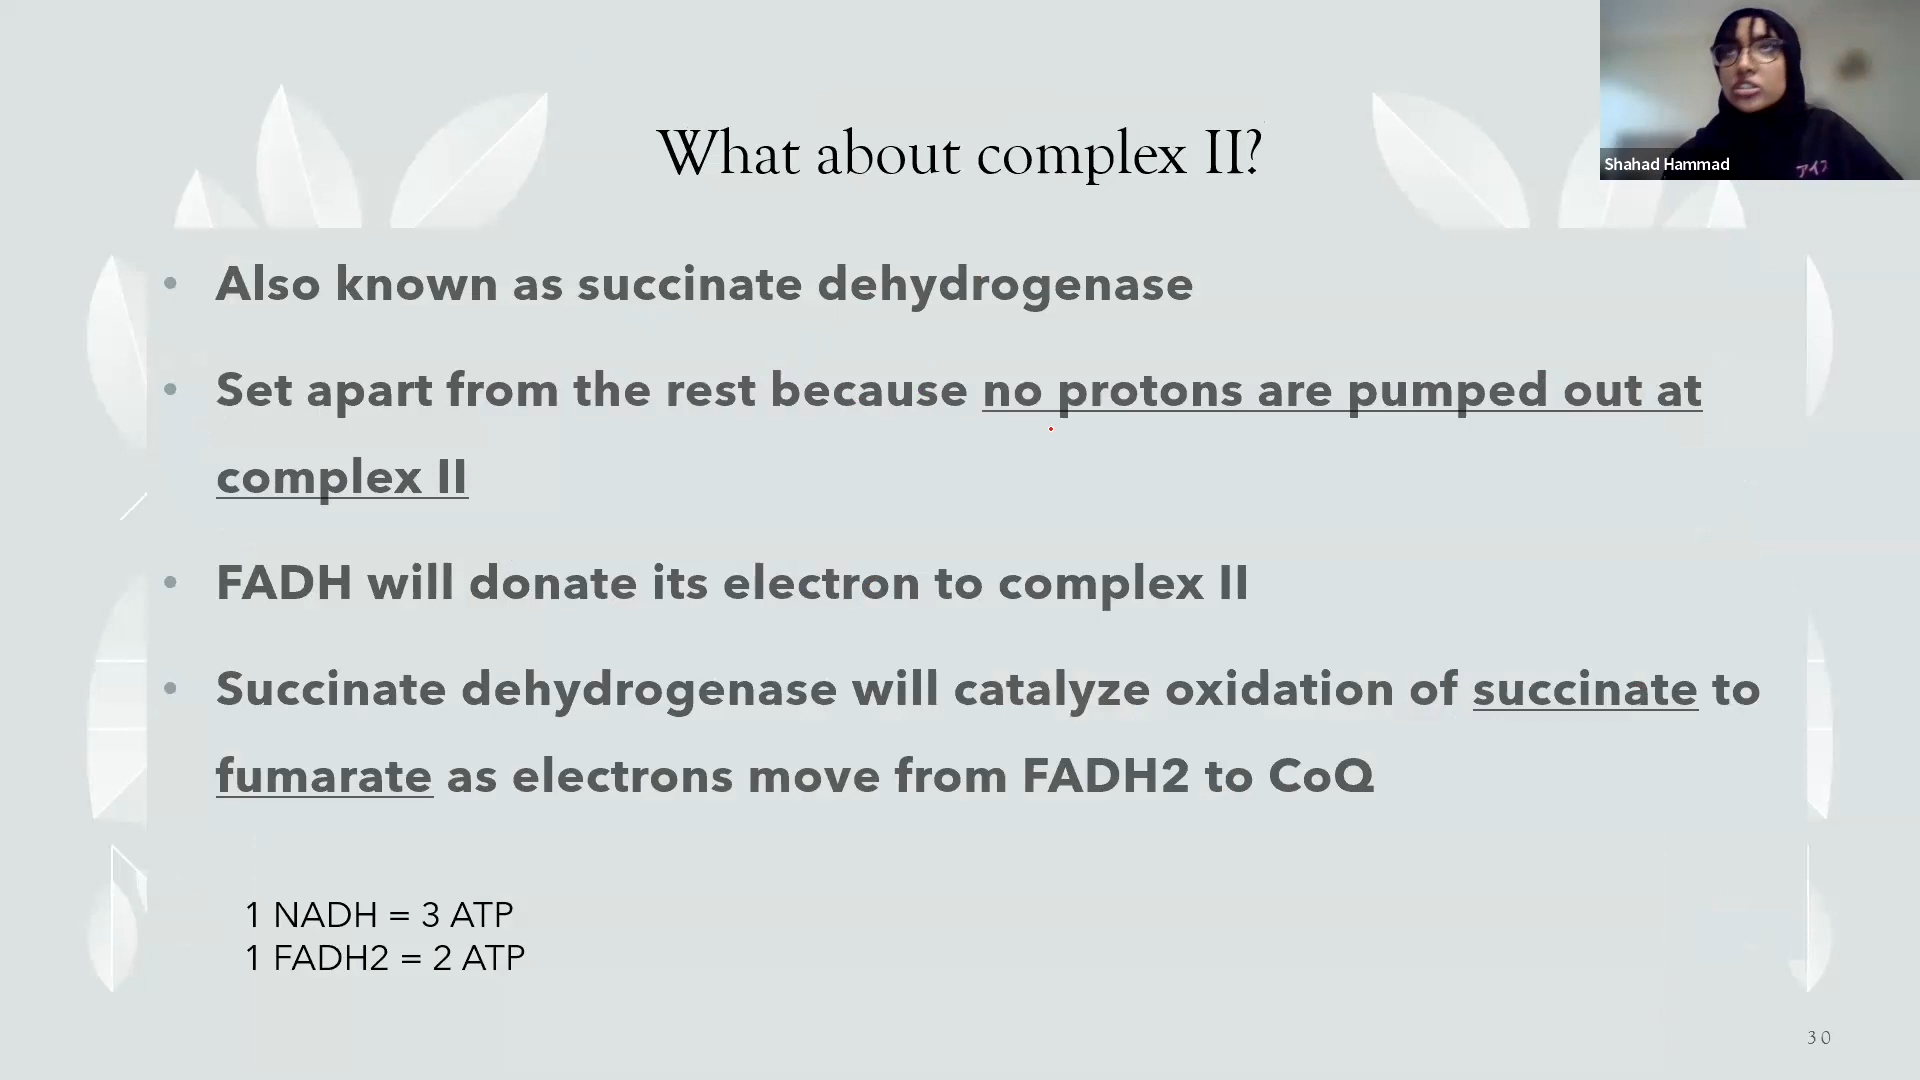 What about complex II?
Shahad Hammad
アイス
• Also known as succinate dehydrogenase
• Set apart from the rest because no protons are pumped out at
complex II
• FADH will donate its electron to complex II
• Succinate dehydrogenase will catalyze oxidation of succinate to
fumarate as electrons move from FADH2 to CoQ
1 NADH = 3 ATP
1 FADH2 = 2 ATP
30